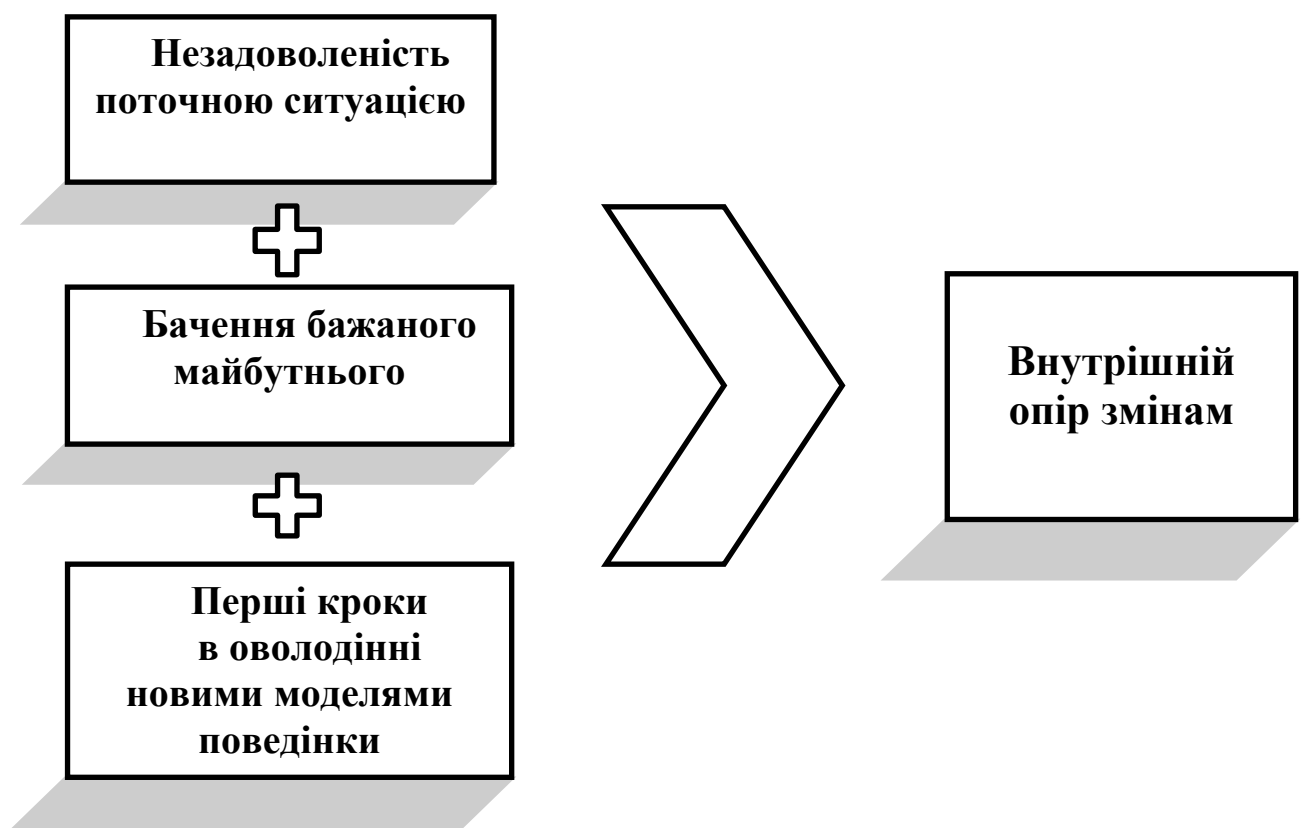 Незадоволеність
поточною ситуацією
Бачення бажаного
майбутнього
Перші кроки
в оволодінні
новими моделями
поведінки
Внутрішній
опір змінам